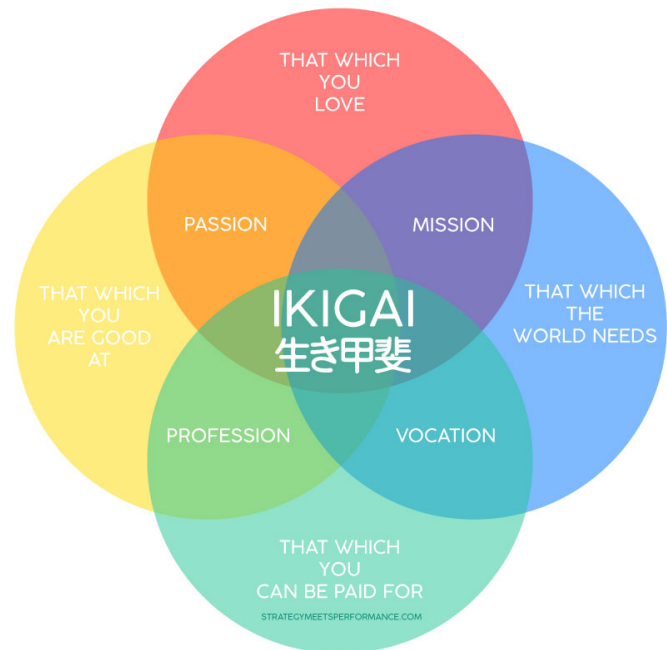 THAT WHICH
YOU
LOVE
PASSION
MISSION
THAT WHICH
YOU
ARE GOOD
AT
IKIGAI
生き甲斐
THAT WHICH
THE
WORLD NEEDS
PROFESSION
VOCATION
THAT WHICH
YOU
CAN BE PAID FOR
STRATEGYMEETSPERFORMANCE.COM